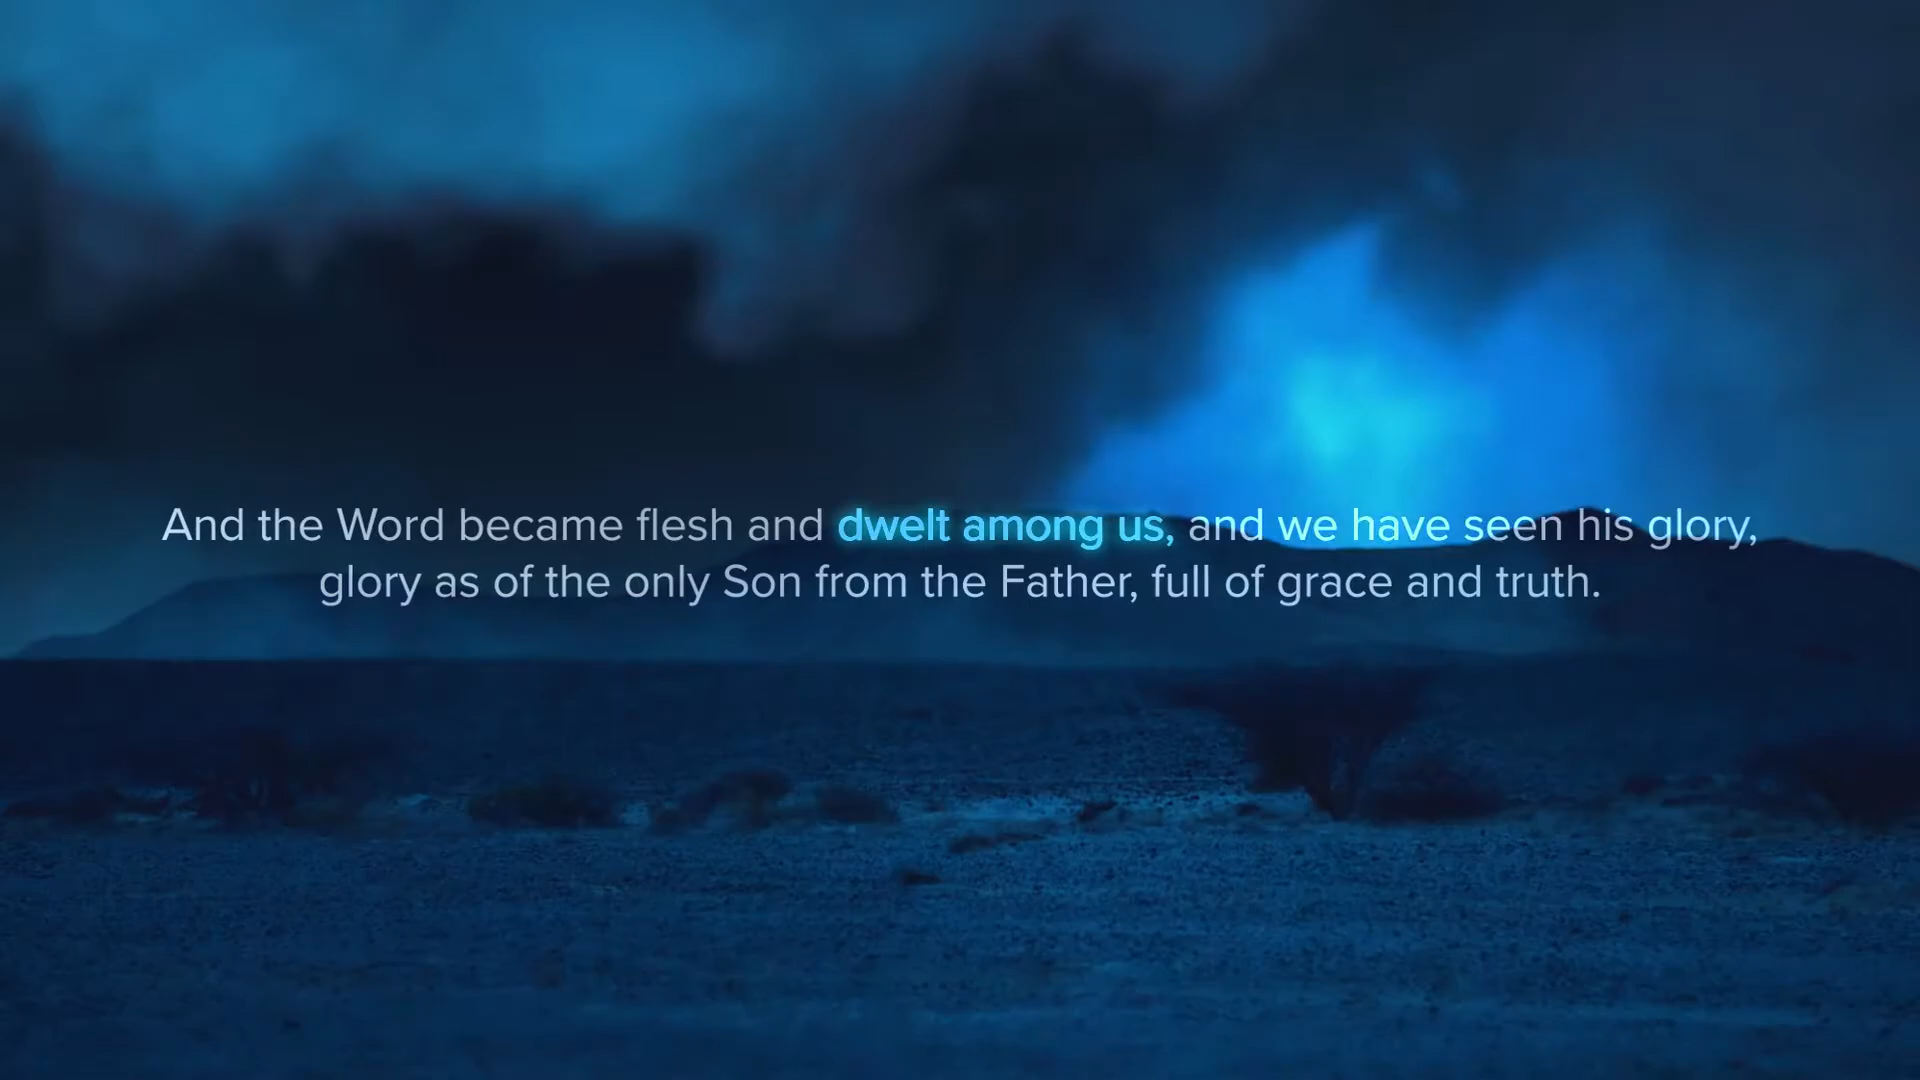 And the Word became flesh and dwelt among us, and we have seen his glory,
glory as of the only Son from the Father, full of grace and truth.